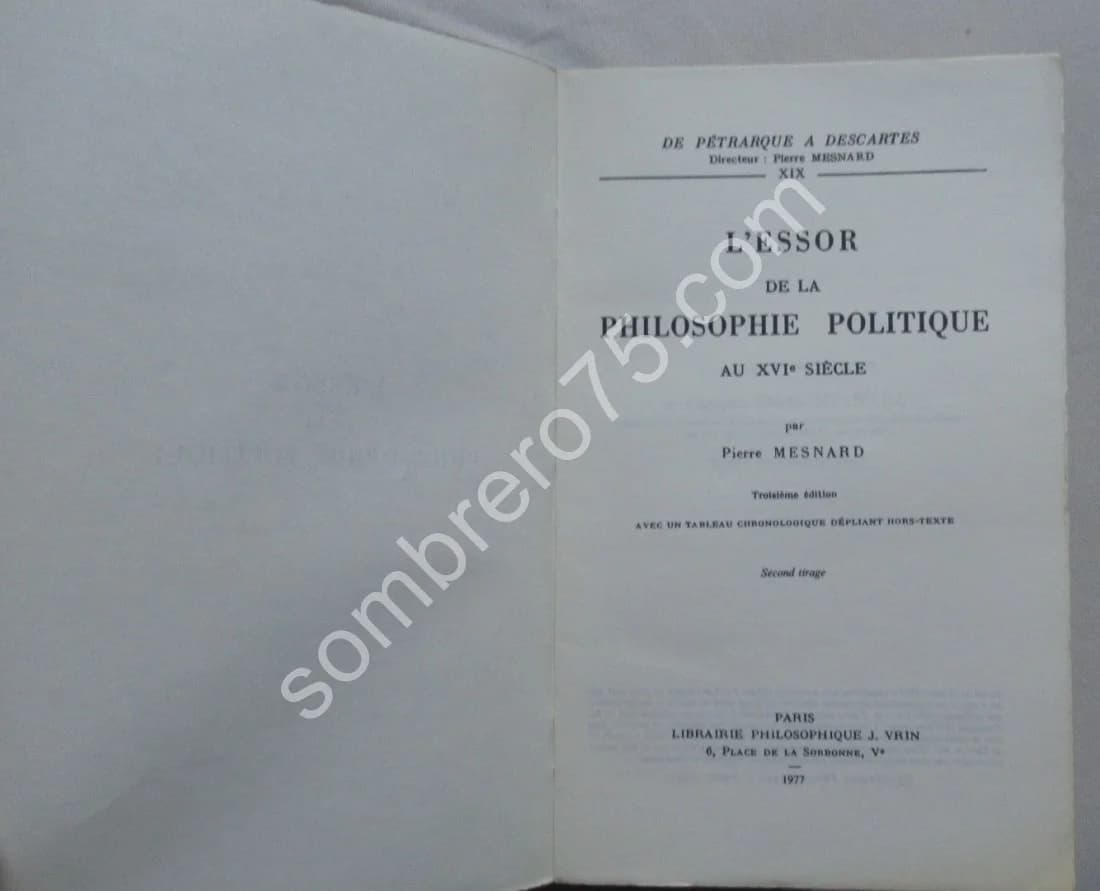 DE PÉTRARQUE A DESCARTES
Directeur : Pierre MESNARD
XIX
L'ESSOR
DE LA
PHILOSOPHIE POLITIQUE
AU XVIe SIÈCLE
par
Pierre MESNARD
Troisième édition
AVEC UN TABLEAU CHRONOLOGIQUE DÉPLIANT HORS-TEXTE
Second tirage
PARIS
LIBRAIRIE PHILOSOPHIQUE J. VRIN
6, PLACE DE LA SORBONNE, Ve
1977
sombrero75.com